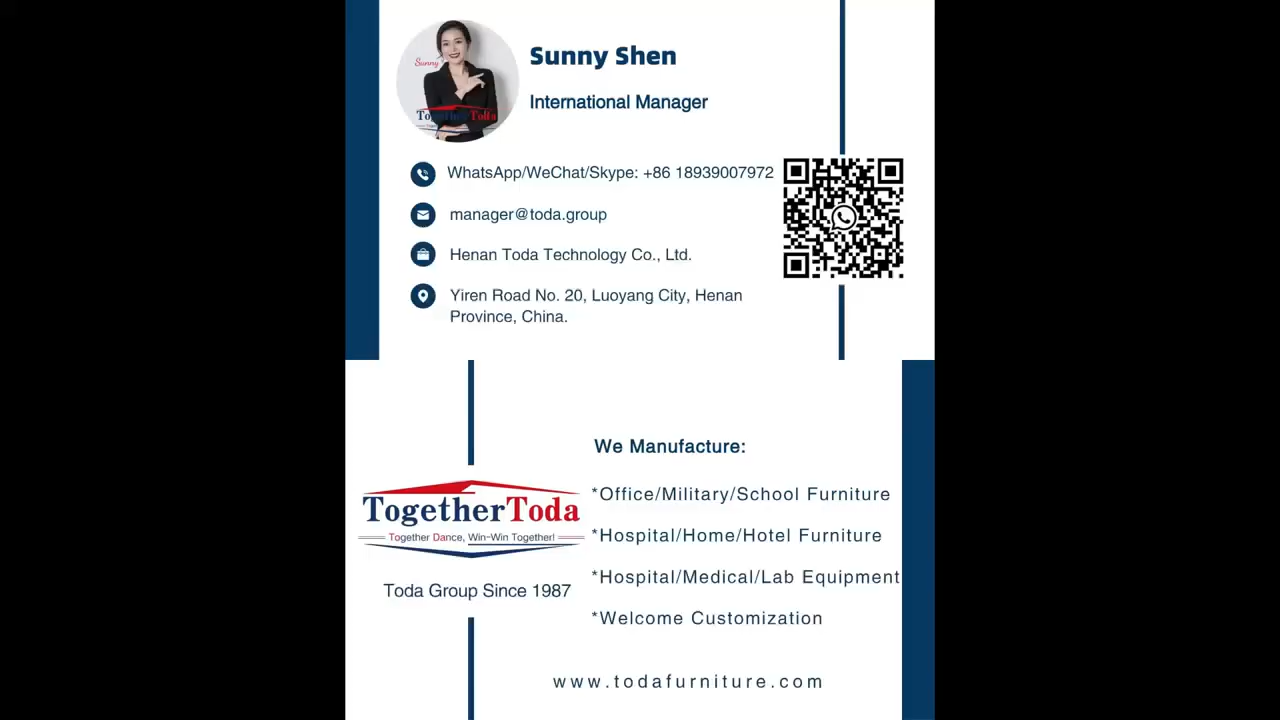 Sunny Shen
International Manager
Sunny
TogetherToda
WhatsApp/WeChat/Skype: +86 18939007972
manager@toda.group
Henan Toda Technology Co., Ltd.
Yiren Road No. 20, Luoyang City, Henan
Province, China.
We Manufacture:
*Office/Military/School Furniture
*Hospital/Home/Hotel Furniture
*Hospital/Medical/Lab Equipment
*Welcome Customization
TogetherToda
Together Dance, Win-Win Together!
Toda Group Since 1987
www.todafurniture.com